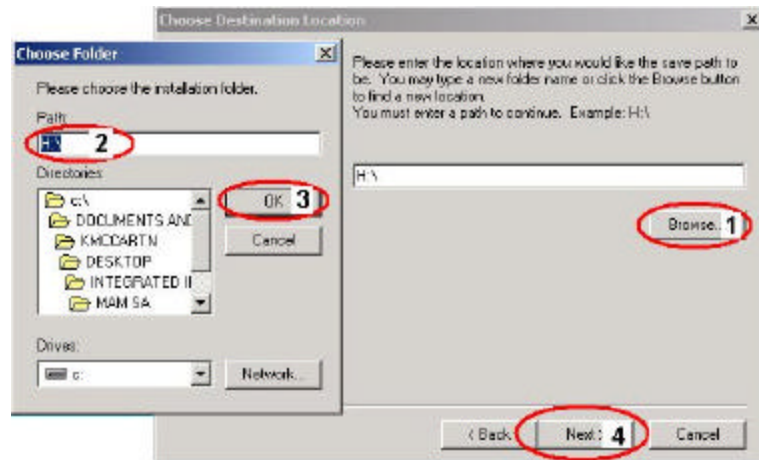 Choose Destination Location
Choose Folder
Please choose the installation folder.
Path:
H:\ 2
Directories:
c:\
DOCUMENTS AND
KMCCARTN
DESKTOP
INTEGRATED II
MAM SA
OK 3
Cancel
Drives:
c:
Network...
Please enter the location where you would like the save path to
be. You may type a new folder name or click the Browse button
to find a new location.
You must enter a path to continue. Example: H:\
H:\
Browse.. 1
< Back
Next > 4
Cancel